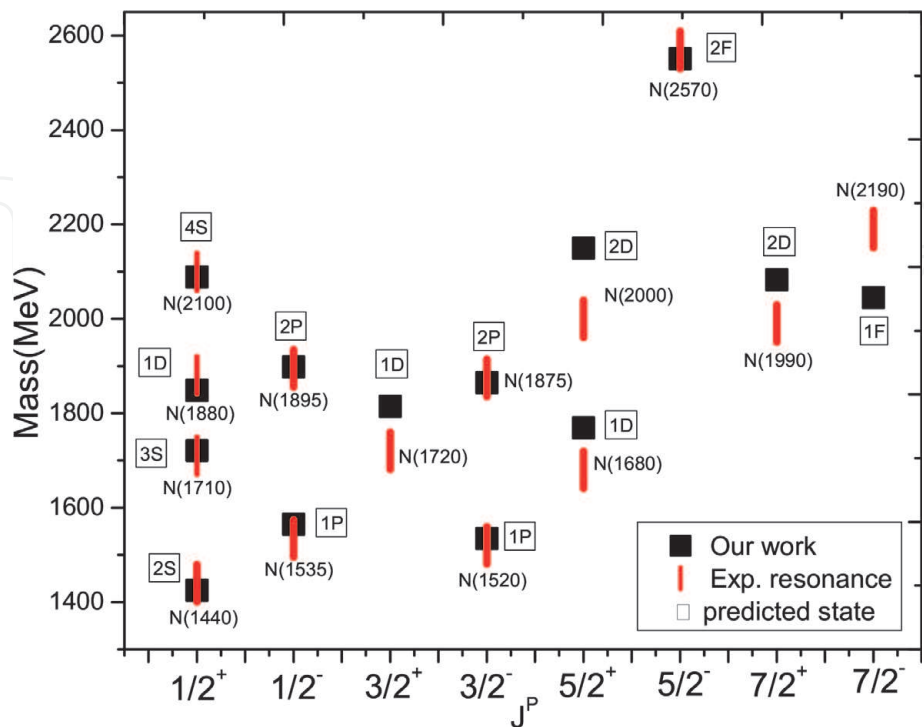 2600
2400
2200
2000
1800
1600
1400
Mass(MeV)
2F
N(2570)
N(2190)
4S
2D
2D
N(2100)
N(2000)
2P
1F
1D
1D
2P
N(1875)
N(1990)
N(1880)
N(1895)
3S
N(1720)
1D
N(1680)
N(1710)
1P
1P
2S
N(1535)
N(1520)
N(1440)
Our work
Exp. resonance
predicted state
1/2+ 1/2- 3/2+ 3/2- 5/2+ 5/2- 7/2+ 7/2-
J^P